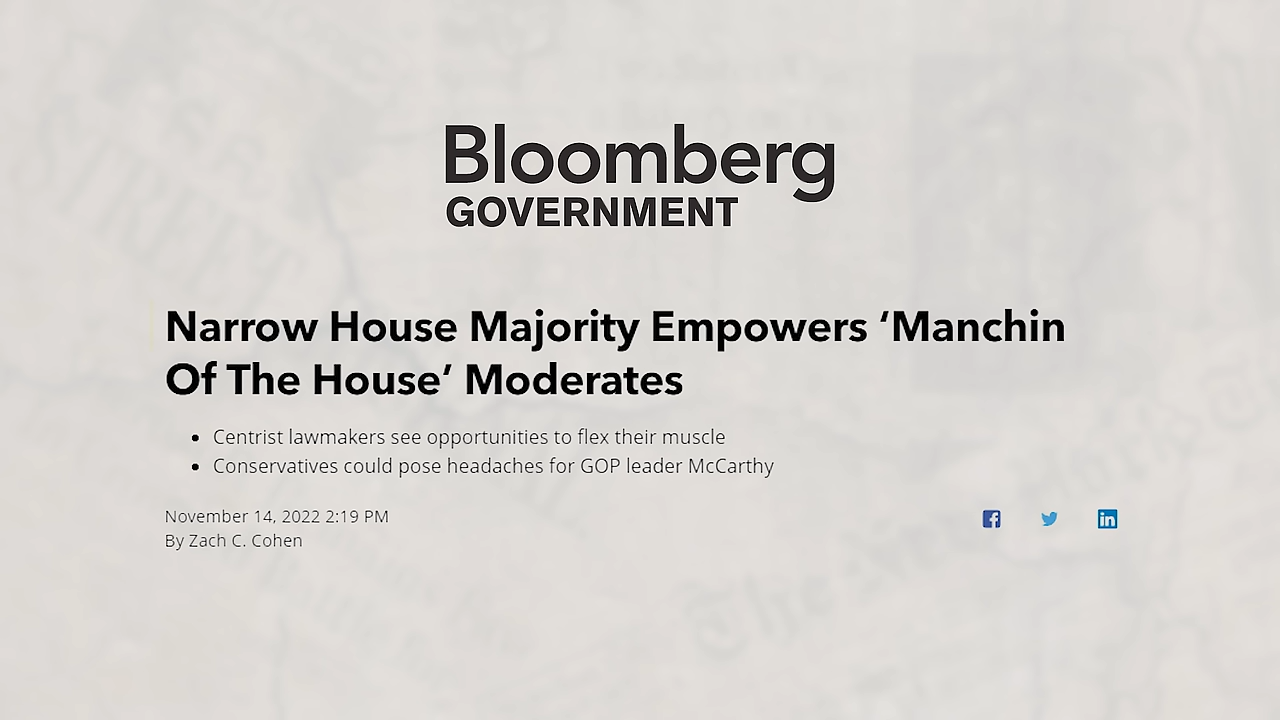 Bloomberg
GOVERNMENT
Narrow House Majority Empowers ‘Manchin
Of The House’ Moderates
• Centrist lawmakers see opportunities to flex their muscle
• Conservatives could pose headaches for GOP leader McCarthy
November 14, 2022 2:19 PM
By Zach C. Cohen